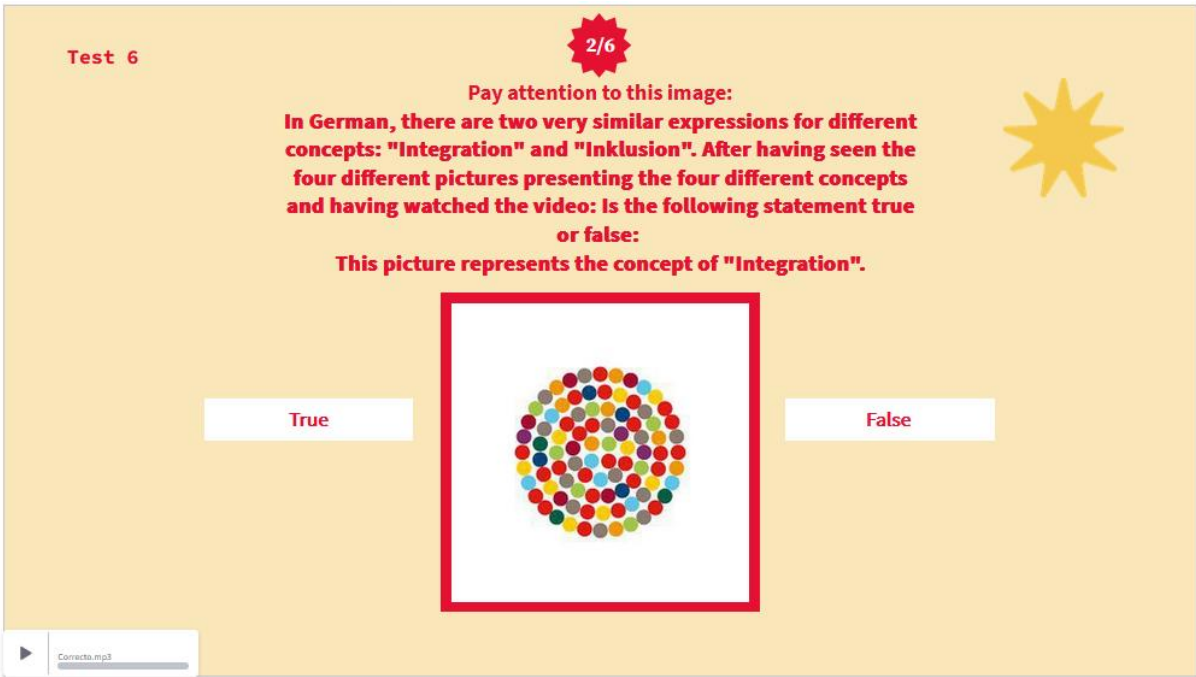 Test 6
2/6
Pay attention to this image:
In German, there are two very similar expressions for different
concepts: "Integration" and "Inklusion". After having seen the
four different pictures presenting the four different concepts
and having watched the video: Is the following statement true
or false:
This picture represents the concept of "Integration".
True
False
Correcto.mp3